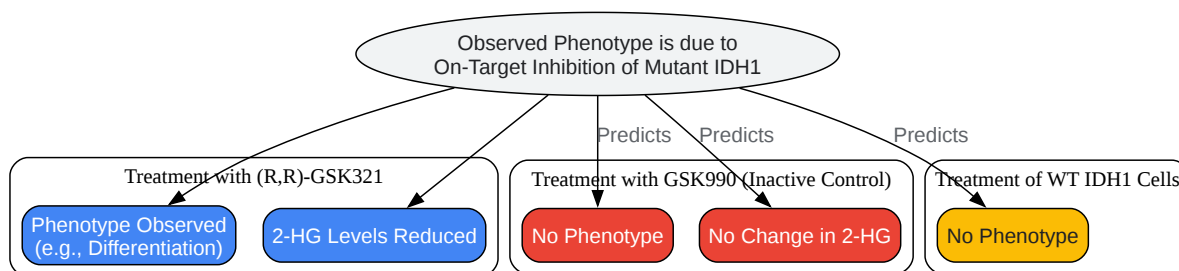 Observed Phenotype is due to
On-Target Inhibition of Mutant IDH1
Predicts
Predicts
Predicts
Treatment with (R,R)-GSK321
Treatment with GSK990 (Inactive Control)
Treatment of WT IDH1 Cells
Phenotype Observed
(e.g., Differentiation)
2-HG Levels Reduced
No Phenotype
No Change in 2-HG
No Phenotype